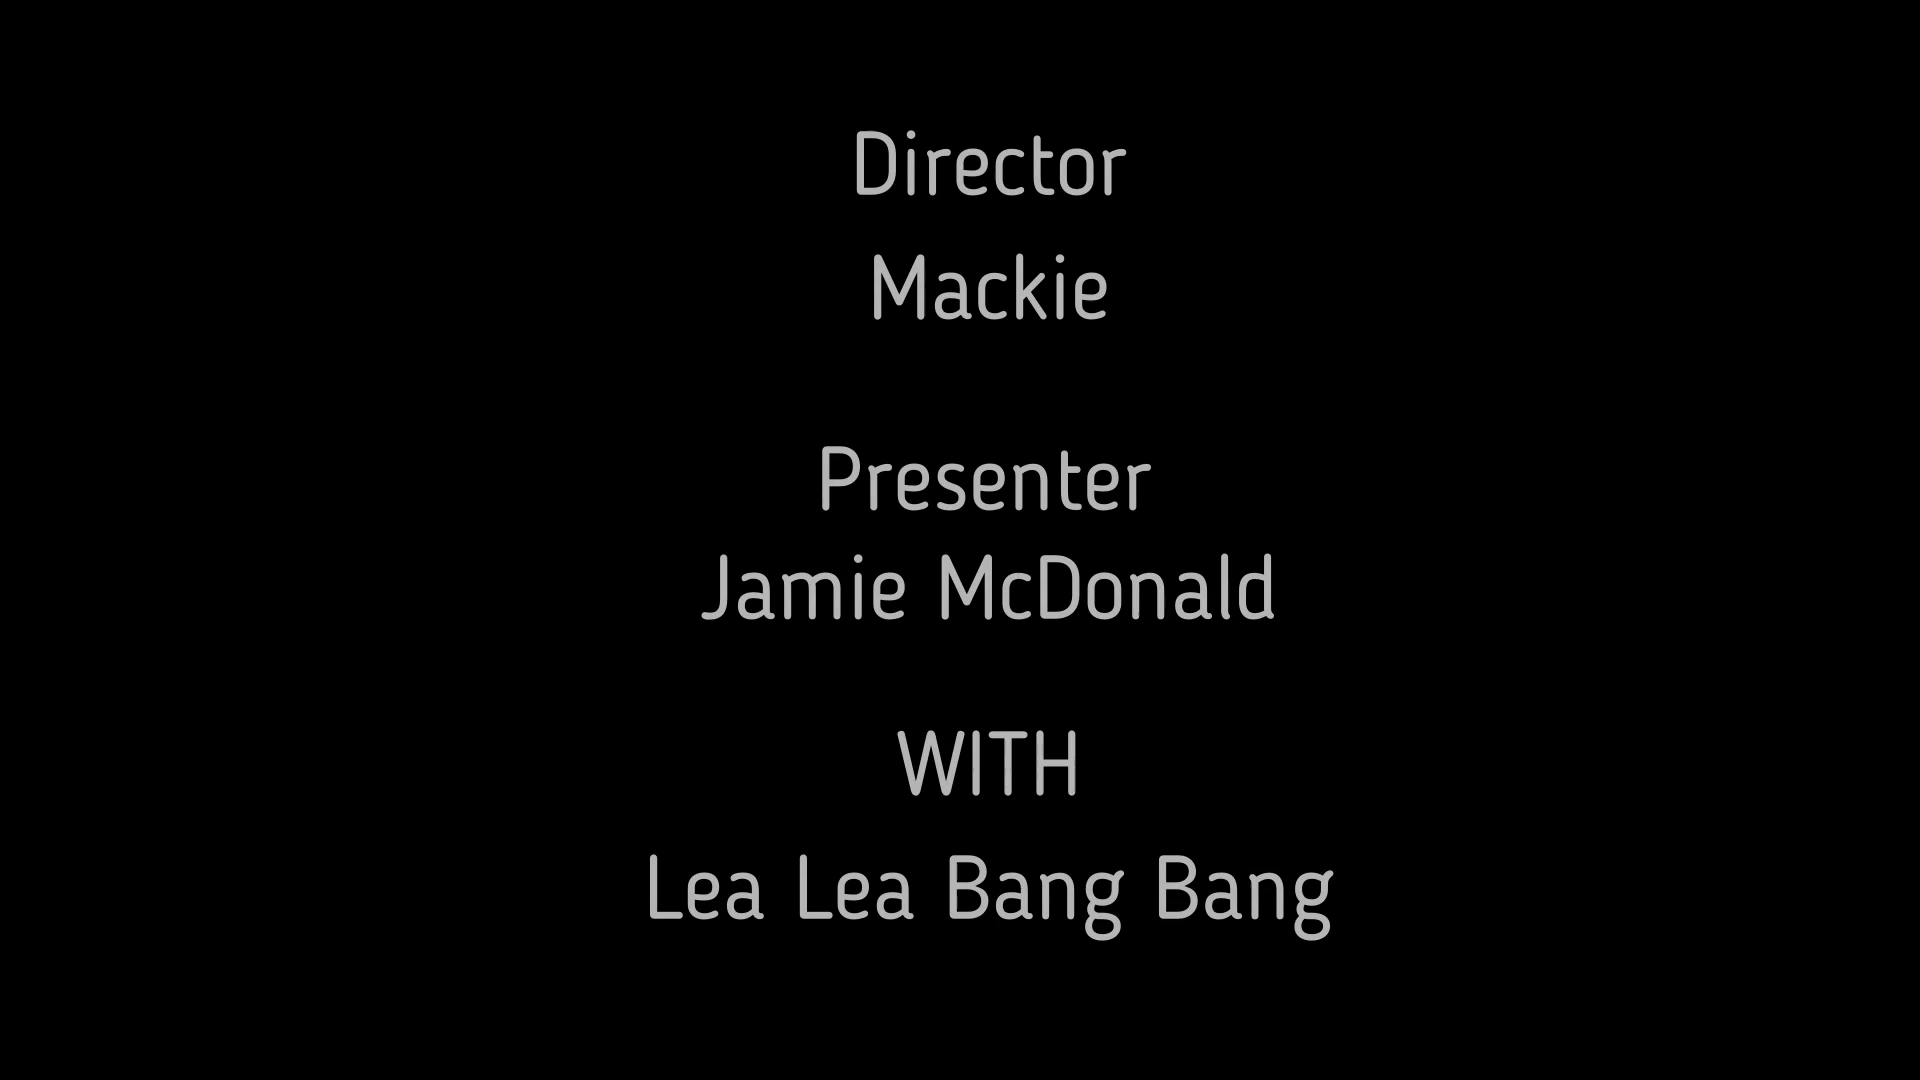 Director
Mackie
Presenter
Jamie McDonald
WITH
Lea Lea Bang Bang